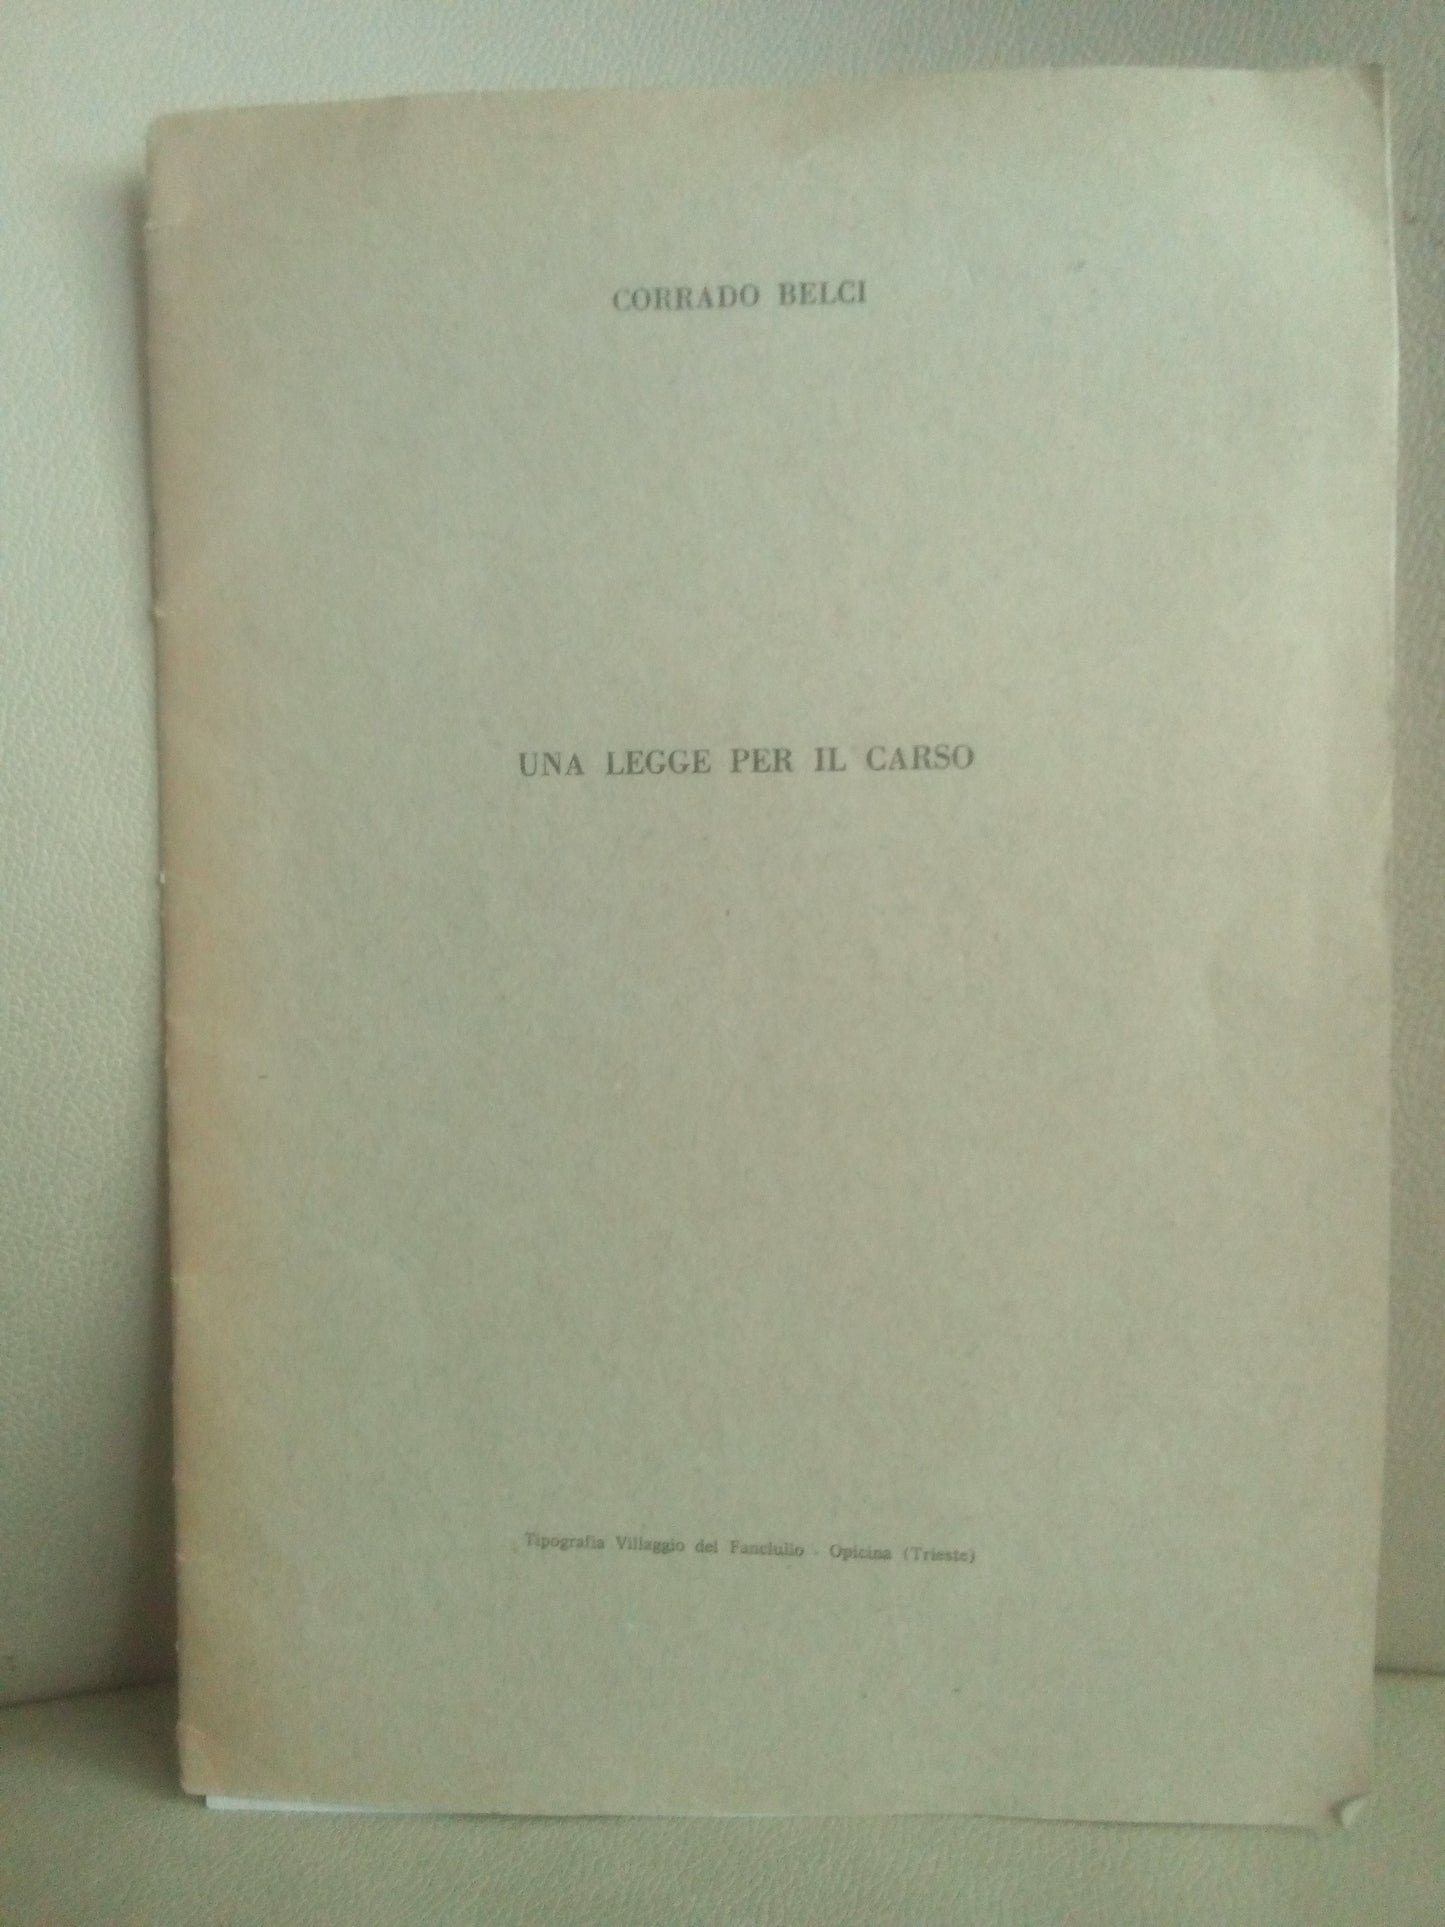 CORRADO BELCI
UNA LEGGE PER IL CARSO
Tipografia Villaggio del Fanciullo - Opicina (Trieste)